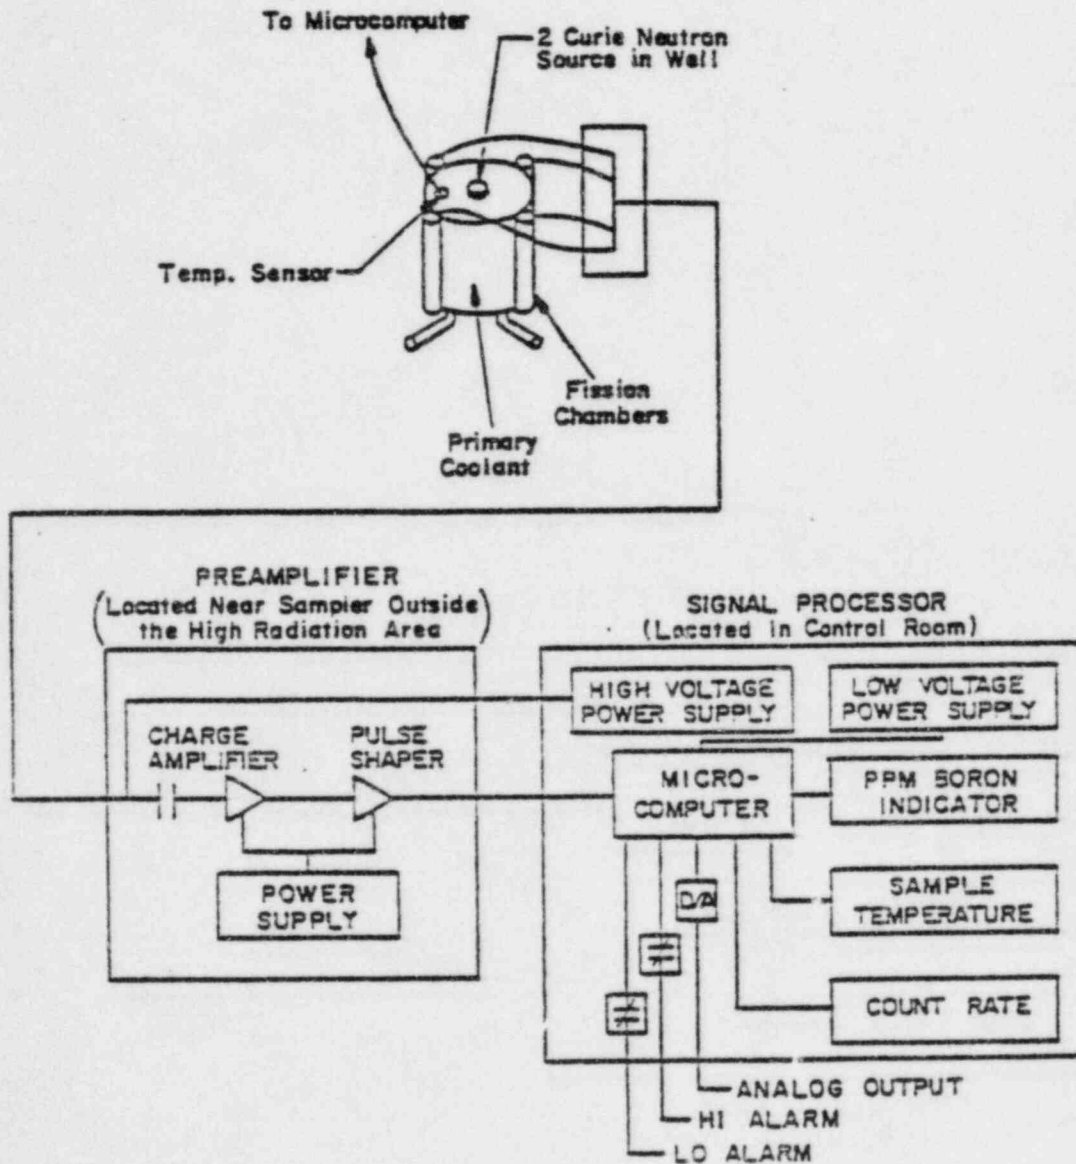 To Microcomputer
2 Curie Neutron
Source in Well
Temp. Sensor
Fission
Chambers
Primary
Coolant
PREAMPLIFIER
(Located Near Sampler Outside
the High Radiation Area)
SIGNAL PROCESSOR
(Located in Control Room)
HIGH VOLTAGE
POWER SUPPLY
LOW VOLTAGE
POWER SUPPLY
CHARGE
AMPLIFIER
PULSE
SHAPER
MICRO-
COMPUTER
PPM BORON
INDICATOR
POWER
SUPPLY
D/A
SAMPLE
TEMPERATURE
COUNT RATE
ANALOG OUTPUT
HI ALARM
LO ALARM